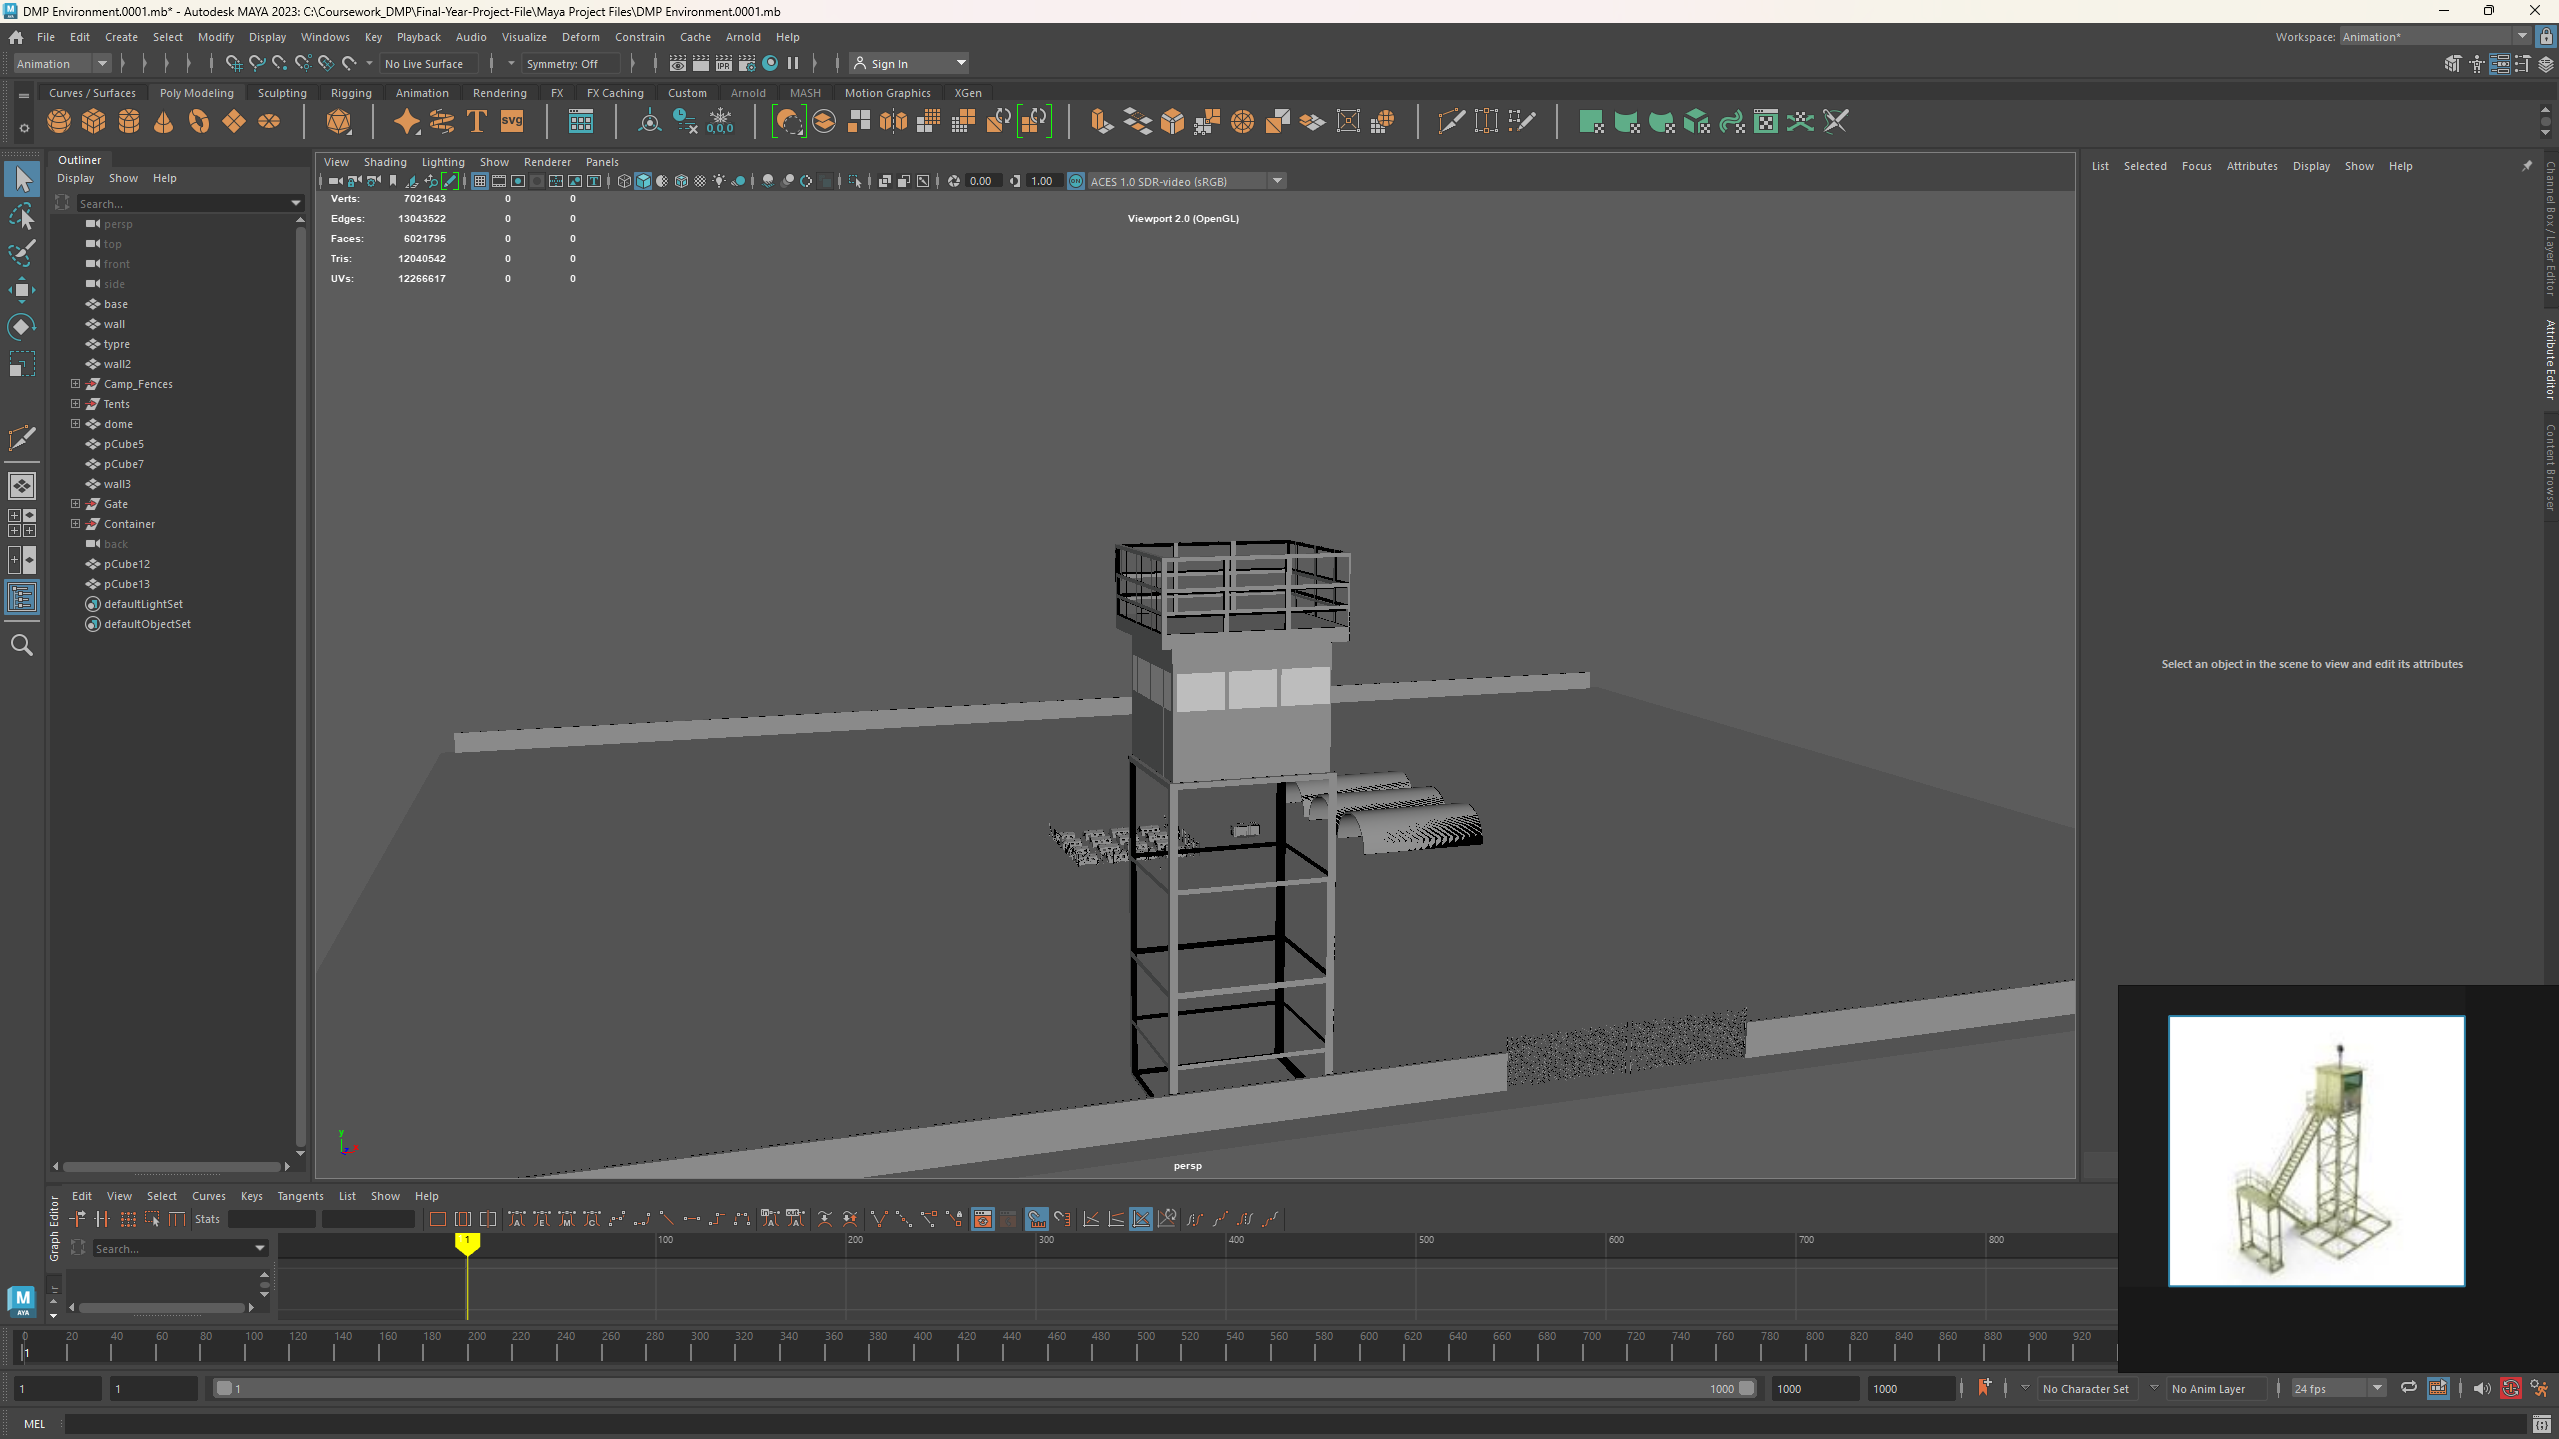 DMP Environment.0001.mb* - Autodesk MAYA 2023: C:\Coursework_DMP\Final-Year-Project-File\Maya Project Files\DMP Environment.0001.mb
File Edit Create Select Modify Display Windows Key Playback Audio Visualize Deform Constrain Cache Arnold Help
Workspace: Animation*
Animation No Live Surface Symmetry: Off IPR Sign In
Curves / Surfaces Poly Modeling Sculpting Rigging Animation Rendering FX FX Caching Custom Arnold MASH Motion Graphics XGen
T SVG 0,0,0
Outliner
Display Show Help
Search...
persp
top
front
side
base
wall
typre
wall2
Camp_Fences
Tents
dome
pCube5
pCube7
wall3
Gate
Container
back
pCube12
pCube13
defaultLightSet
defaultObjectSet
View Shading Lighting Show Renderer Panels
0.00 1.00 ACES 1.0 SDR-video (sRGB)
Verts: 7021643 0 0
Edges: 13043522 0 0
Faces: 6021795 0 0
Tris: 12040542 0 0
UVs: 12266617 0 0
Viewport 2.0 (OpenGL)
y
persp
List Selected Focus Attributes Display Show Help
Select an object in the scene to view and edit its attributes
Channel Box / Layer Editor
Attribute Editor
Content Browser
Graph Editor
Edit View Select Curves Keys Tangents List Show Help
Stats
Search...
1 100 200 300 400 500 600 700 800
M
AYA
0 20 40 60 80 100 120 140 160 180 200 220 240 260 280 300 320 340 360 380 400 420 440 460 480 500 520 540 560 580 600 620 640 660 680 700 720 740 760 780 800 820 840 860 880 900 920
1
1 1 1 1000 1000 1000 No Character Set No Anim Layer 24 fps
MEL